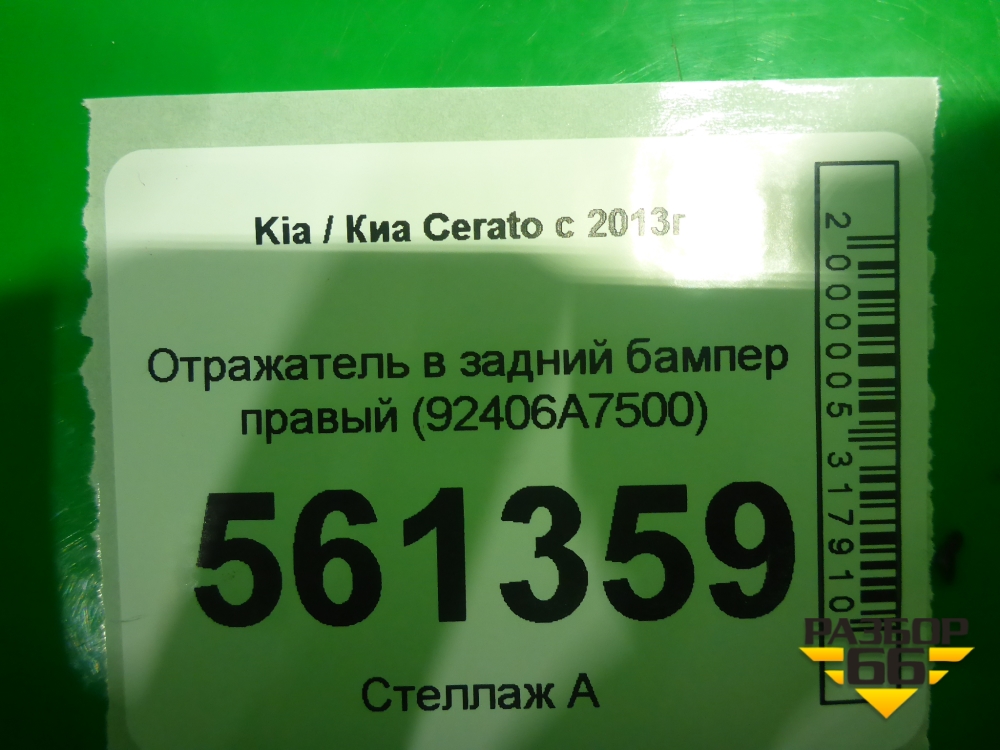 Kia / Киа Cerato с 2013г
Отражатель в задний бампер
правый (92406A7500)
561359
Стеллаж А
2000005317910
РАЗБОР
66